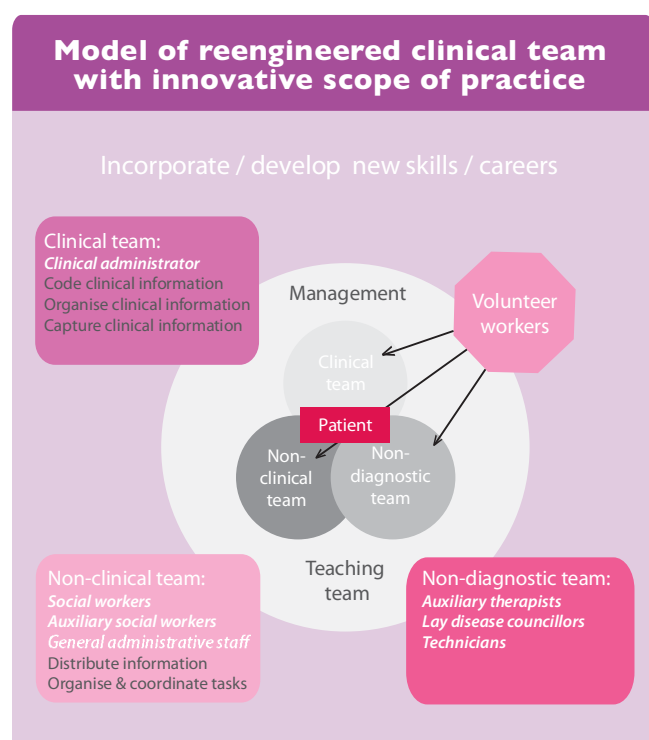 Model of reengineered clinical team
with innovative scope of practice
Incorporate / develop new skills / careers
Clinical team:
Clinical administrator
Code clinical information
Organise clinical information
Capture clinical information
Management
Volunteer
workers
Clinical
team
Patient
Non-
clinical
team
Non-
diagnostic
team
Teaching
team
Non-clinical team:
Social workers
Auxiliary social workers
General administrative staff
Distribute information
Organise & coordinate tasks
Non-diagnostic team:
Auxiliary therapists
Lay disease councillors
Technicians